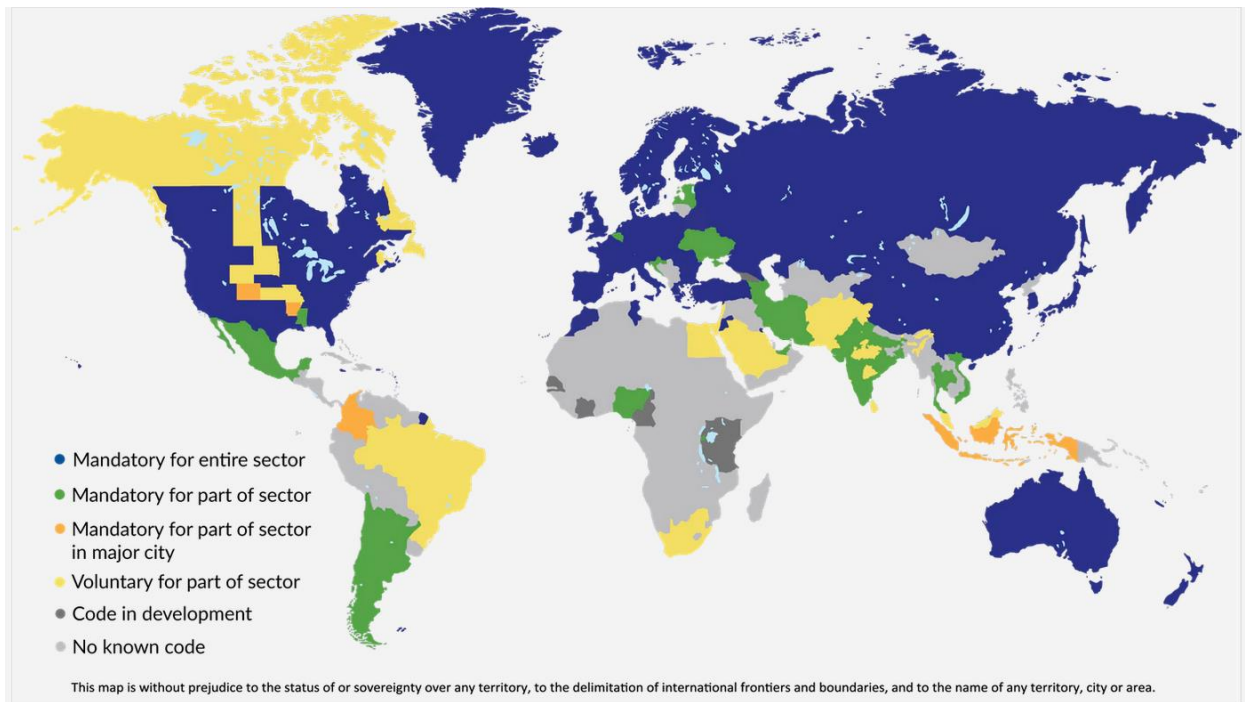 Mandatory for entire sector
Mandatory for part of sector
Mandatory for part of sector
in major city
Voluntary for part of sector
Code in development
No known code
This map is without prejudice to the status of or sovereignty over any territory, to the delimitation of international frontiers and boundaries, and to the name of any territory, city or area.